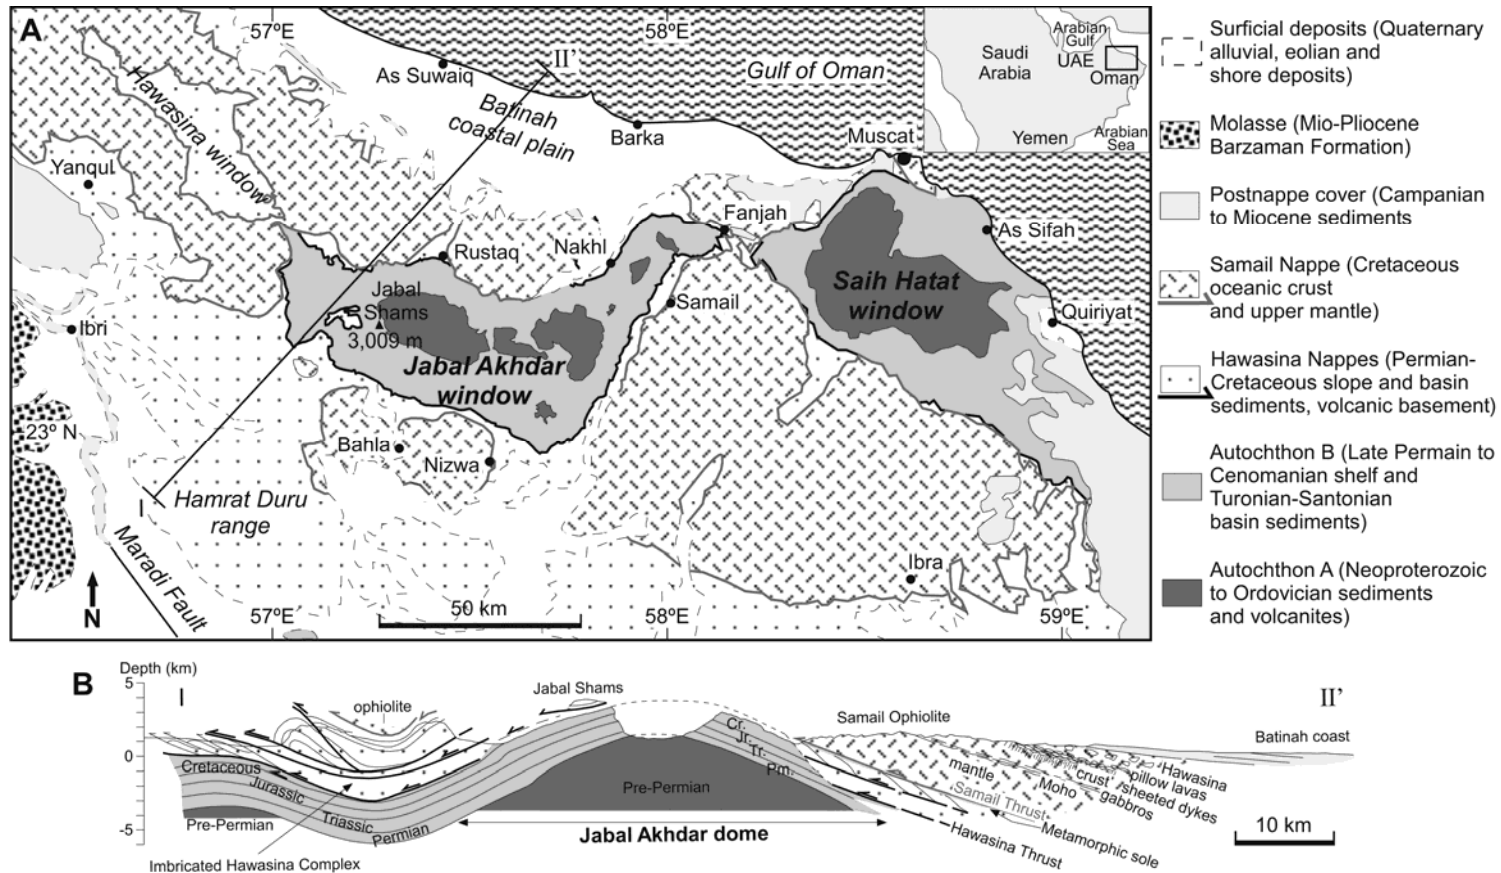 A
57°E
58°E
II'
As Suwaiq
Gulf of Oman
Batinah
coastal plain
Barka
Muscat
Hawasina window
Yanqul
Fanjah
As Sifah
Rustaq
Nakhl
Saih Hatat
window
Jabal
Shams
3,009 m
Samail
Quiriyat
Ibri
Jabal Akhdar
window
23° N
Bahla
Nizwa
I
Hamrat Duru
range
Maradi Fault
Ibra
N
57°E
50 km
58°E
59°E
Arabian
Gulf
Saudi
Arabia
UAE
Oman
Yemen
Arabian
Sea
Surficial deposits (Quaternary
alluvial, eolian and
shore deposits)
Molasse (Mio-Pliocene
Barzaman Formation)
Postnappe cover (Campanian
to Miocene sediments
Samail Nappe (Cretaceous
oceanic crust
and upper mantle)
Hawasina Nappes (Permian-
Cretaceous slope and basin
sediments, volcanic basement)
Autochthon B (Late Permain to
Cenomanian shelf and
Turonian-Santonian
basin sediments)
Autochthon A (Neoproterozoic
to Ordovician sediments
and volcanites)
B
Depth (km)
5
0
-5
I
ophiolite
Jabal Shams
Samail Ophiolite
II'
Batinah coast
Cretaceous
Jurassic
Triassic
Permian
Pre-Permian
Imbricated Hawasina Complex
Pre-Permian
Cr.
Jr.
Tr.
Pm.
Jabal Akhdar dome
mantle
Moho
crust
Hawasina
pillow lavas
sheeted dykes
gabbros
Samail Thrust
Metamorphic sole
Hawasina Thrust
10 km